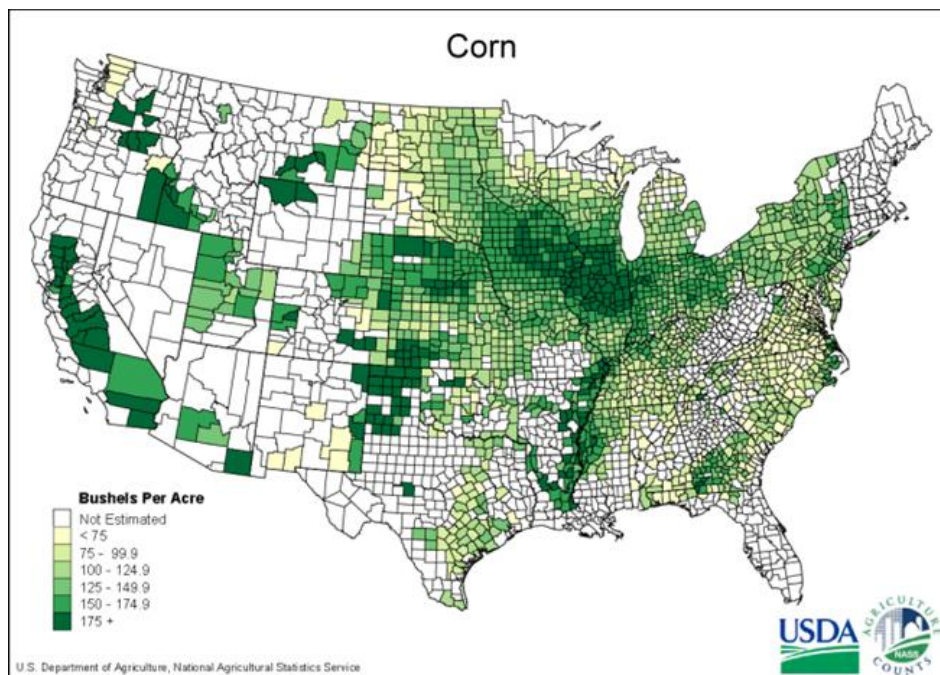 Corn
Bushels Per Acre
Not Estimated
< 75
75 - 99.9
100 - 124.9
125 - 149.9
150 - 174.9
175 +
USDA
AGRICULTURE
NASS
COUNTS
U.S. Department of Agriculture, National Agricultural Statistics Service